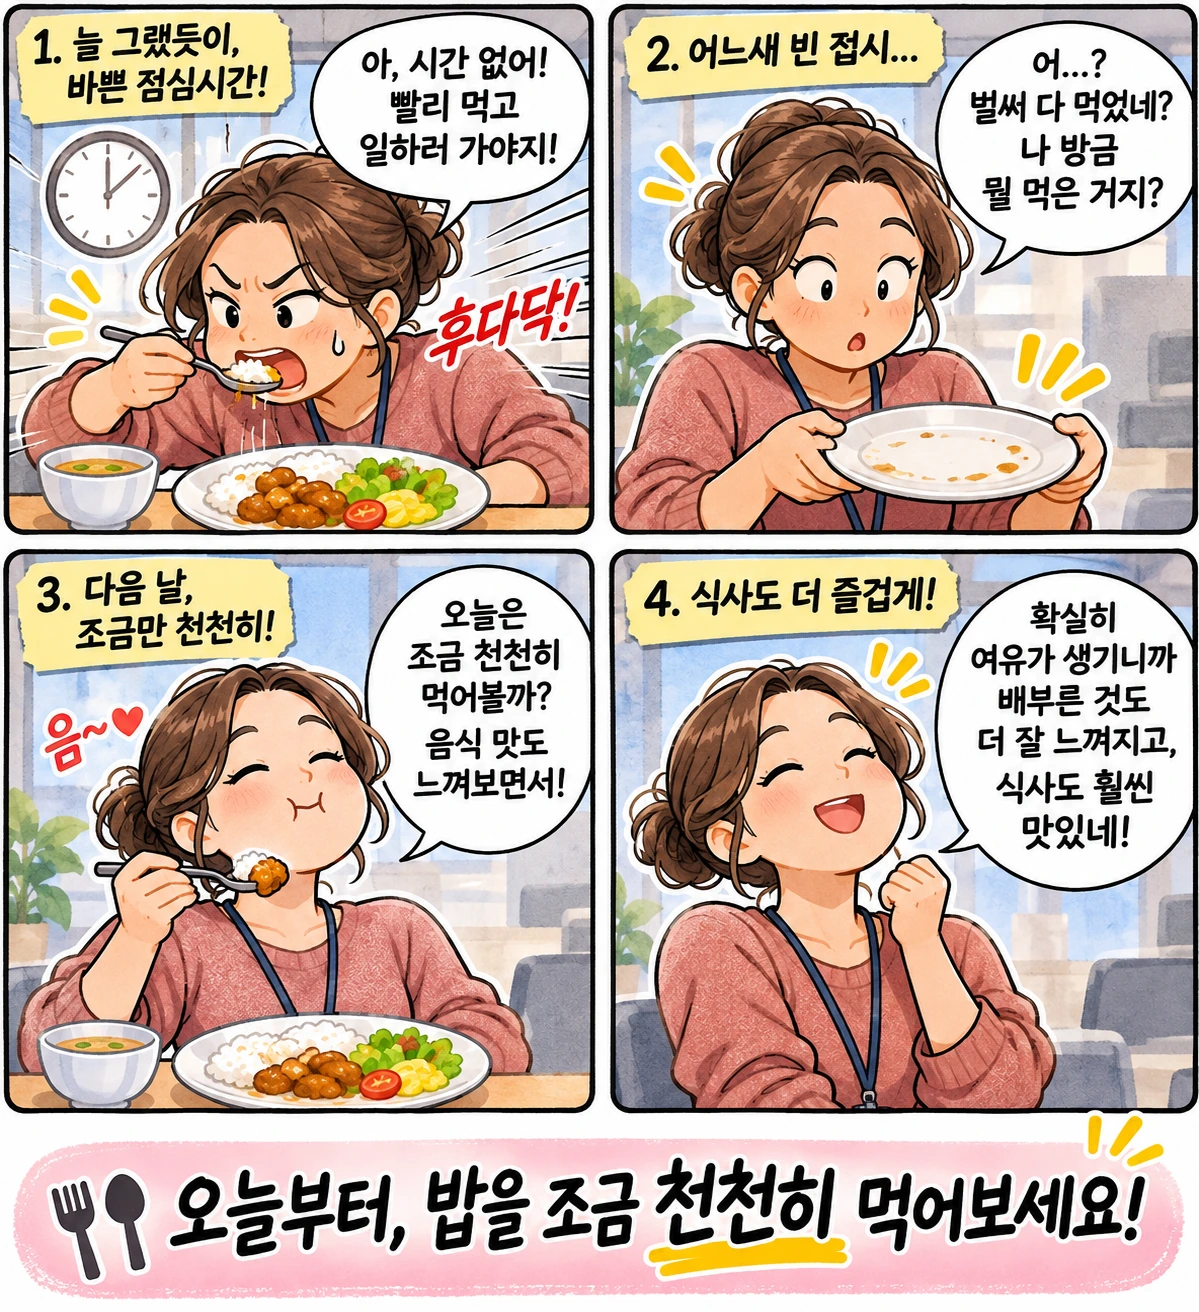 1. 늘 그랬듯이,
바쁜 점심시간!
아, 시간 없어!
빨리 먹고
일하러 가야지!
후다닥!
2. 어느새 빈 접시...
어...?
벌써 다 먹었네?
나 방금
뭘 먹은 거지?
3. 다음 날,
조금만 천천히!
오늘은
조금 천천히
먹어볼까?
음식 맛도
느껴보면서!
음~♥
4. 식사도 더 즐겁게!
확실히
여유가 생기니까
배부른 것도
더 잘 느껴지고,
식사도 훨씬
맛있네!
오늘부터, 밥을 조금 천천히 먹어보세요!